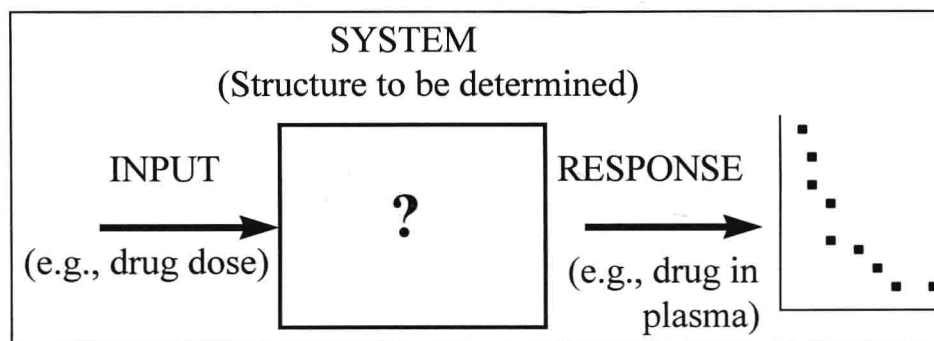 SYSTEM
(Structure to be determined)
INPUT
(e.g., drug dose)
?
RESPONSE
(e.g., drug in
plasma)